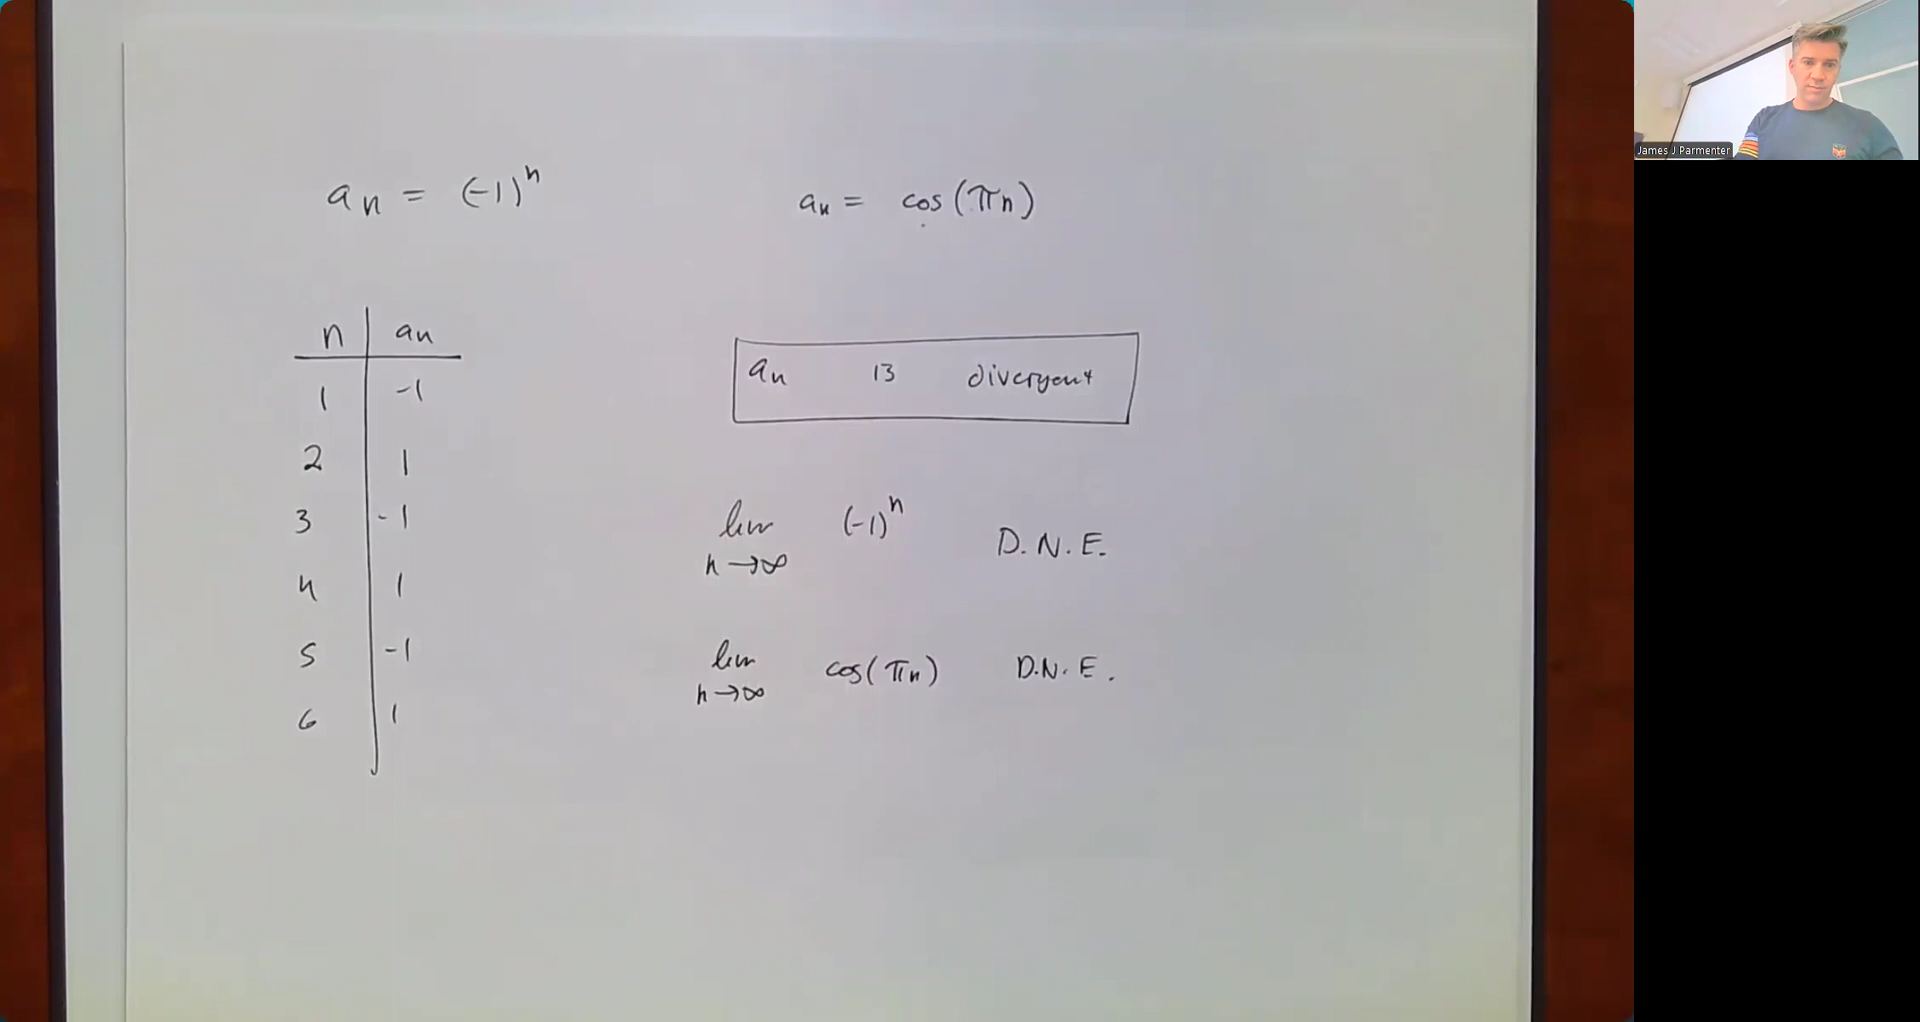 aₙ = (-1)ⁿ
aₙ = cos(πn)
n aₙ
1 -1
2 1
3 -1
4 1
5 -1
6 1
aₙ is divergent
lim n→∞ (-1)ⁿ D.N.E.
lim n→∞ cos(πn) D.N.E.
James J Parmenter